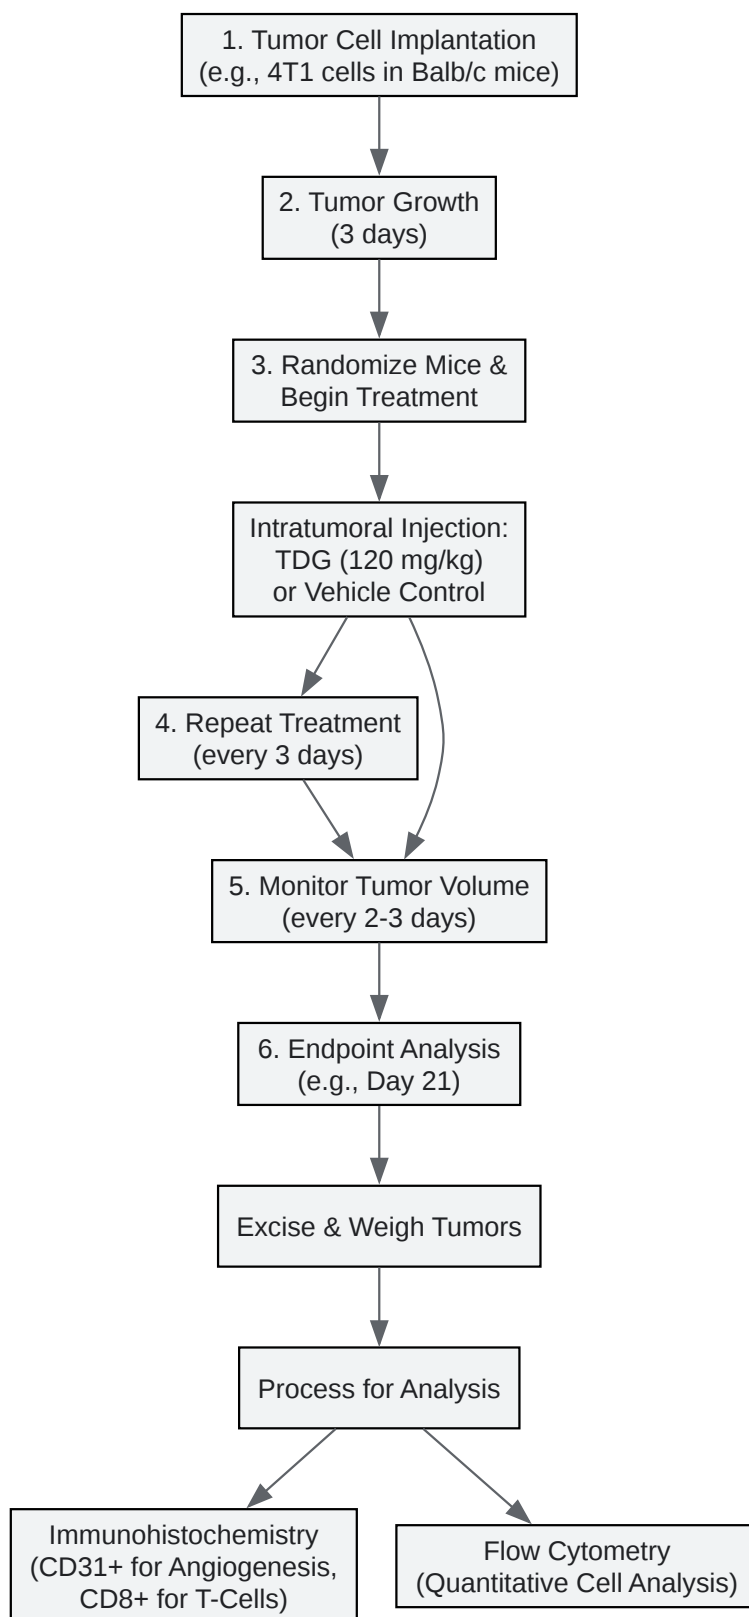 1. Tumor Cell Implantation
(e.g., 4T1 cells in Balb/c mice)
2. Tumor Growth
(3 days)
3. Randomize Mice &
Begin Treatment
Intratumoral Injection:
TDG (120 mg/kg)
or Vehicle Control
4. Repeat Treatment
(every 3 days)
5. Monitor Tumor Volume
(every 2-3 days)
6. Endpoint Analysis
(e.g., Day 21)
Excise & Weigh Tumors
Process for Analysis
Immunohistochemistry
(CD31+ for Angiogenesis,
CD8+ for T-Cells)
Flow Cytometry
(Quantitative Cell Analysis)